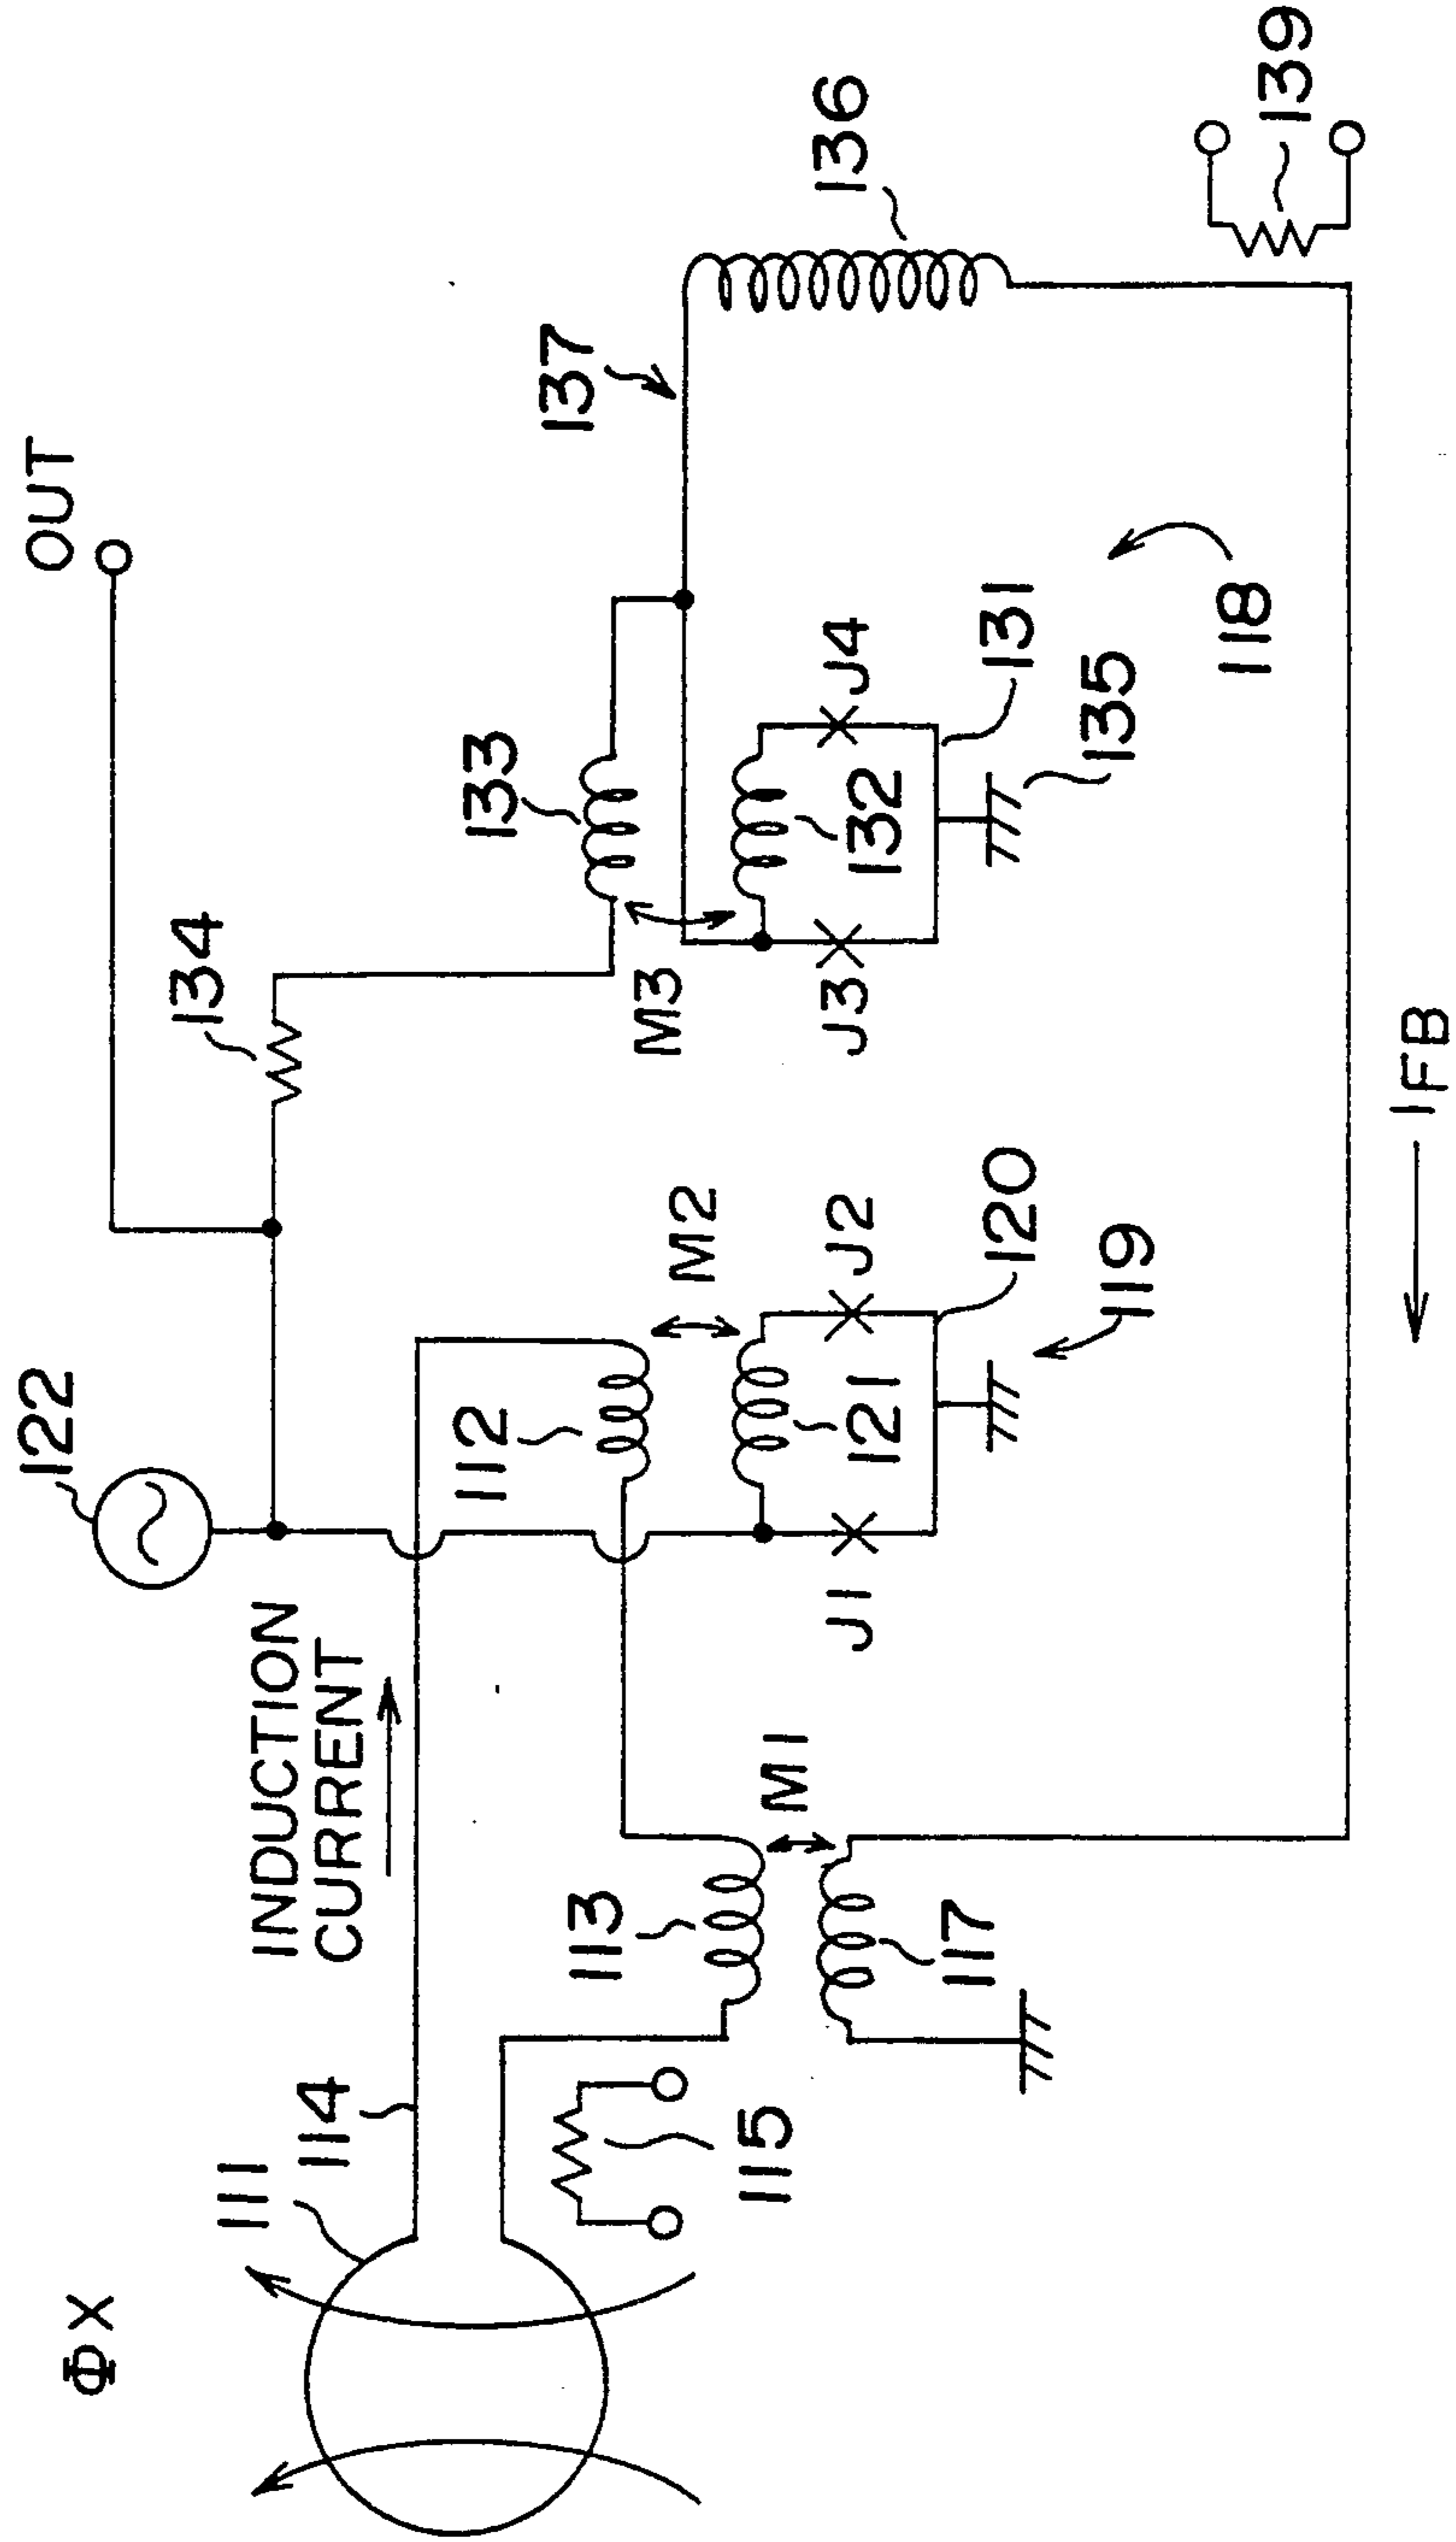 OUT
122
134
INDUCTION
CURRENT
ΦX
111
114
112
M2
133
137
136
M3
113
M1
115
121
132
J1
J2
J3
J4
117
120
131
119
135
118
139
IFB